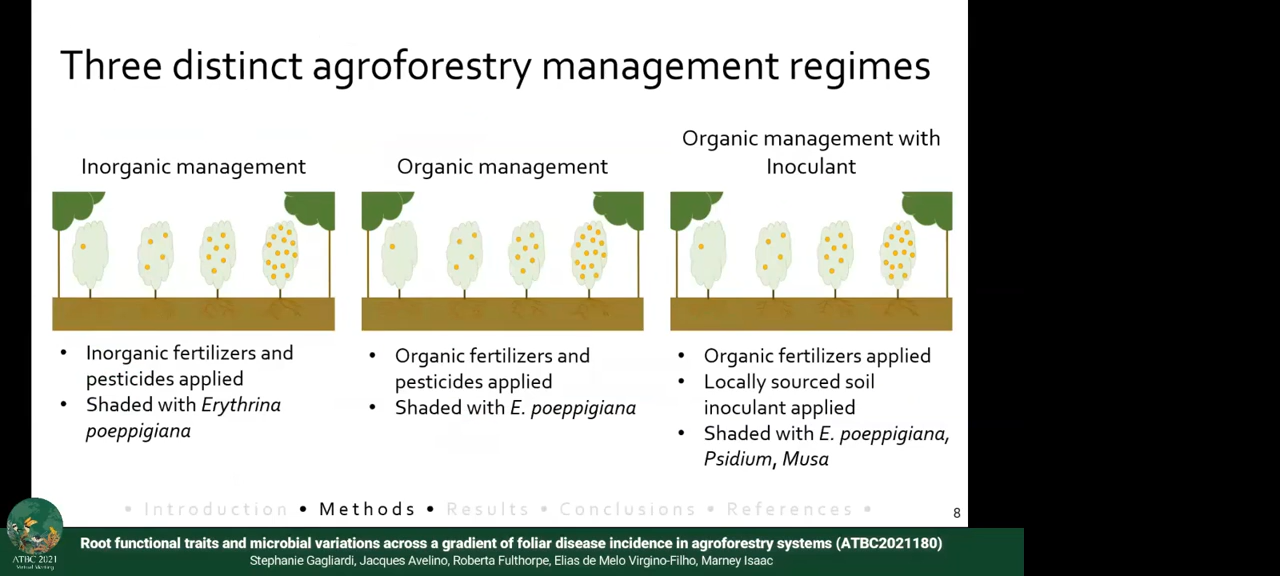 Three distinct agroforestry management regimes
Inorganic management
Organic management
Organic management with
Inoculant
• Inorganic fertilizers and
pesticides applied
• Shaded with Erythrina
poeppigiana
• Organic fertilizers and
pesticides applied
• Shaded with E. poeppigiana
• Organic fertilizers applied
• Locally sourced soil
inoculant applied
• Shaded with E. poeppigiana,
Psidium, Musa
• Introduction • Methods • Results • Conclusions • References •
8
ATBC 2021
Virtual Meeting
Root functional traits and microbial variations across a gradient of foliar disease incidence in agroforestry systems (ATBC2021180)
Stephanie Gagliardi, Jacques Avelino, Roberta Fulthorpe, Elias de Melo Virgino-Filho, Marney Isaac